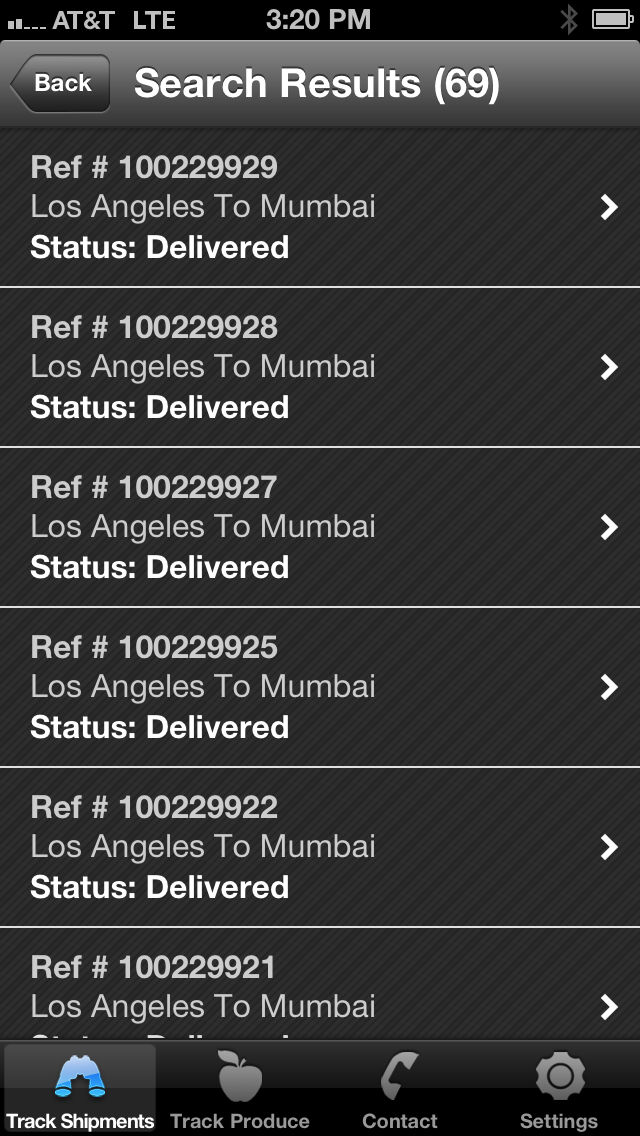 AT&T LTE 3:20 PM
Back Search Results (69)
Ref # 100229929
Los Angeles To Mumbai
Status: Delivered
Ref # 100229928
Los Angeles To Mumbai
Status: Delivered
Ref # 100229927
Los Angeles To Mumbai
Status: Delivered
Ref # 100229925
Los Angeles To Mumbai
Status: Delivered
Ref # 100229922
Los Angeles To Mumbai
Status: Delivered
Ref # 100229921
Los Angeles To Mumbai
Track Shipments Track Produce Contact Settings